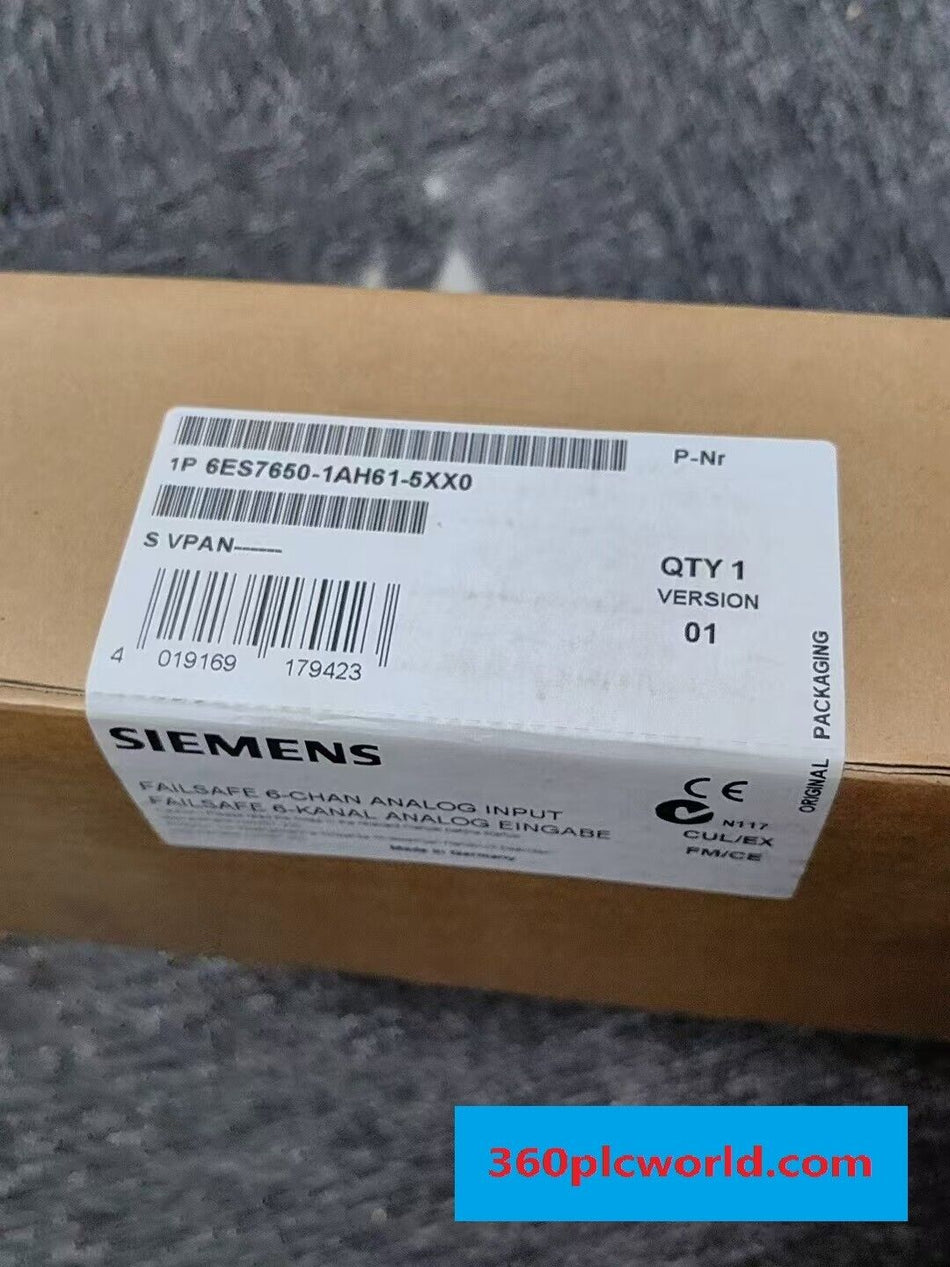 1P 6ES7650-1AH61-5XX0
P-Nr
S VPAN
QTY 1
VERSION
01
4 019169 179423
ORIGINAL PACKAGING
SIEMENS
FAILSAFE 6-CHAN ANALOG INPUT
FAILSAFE 6-KANAL ANALOG EINGABE
Made in Germany
CE
N117
CUL/EX
FM/CE
360plcworld.com